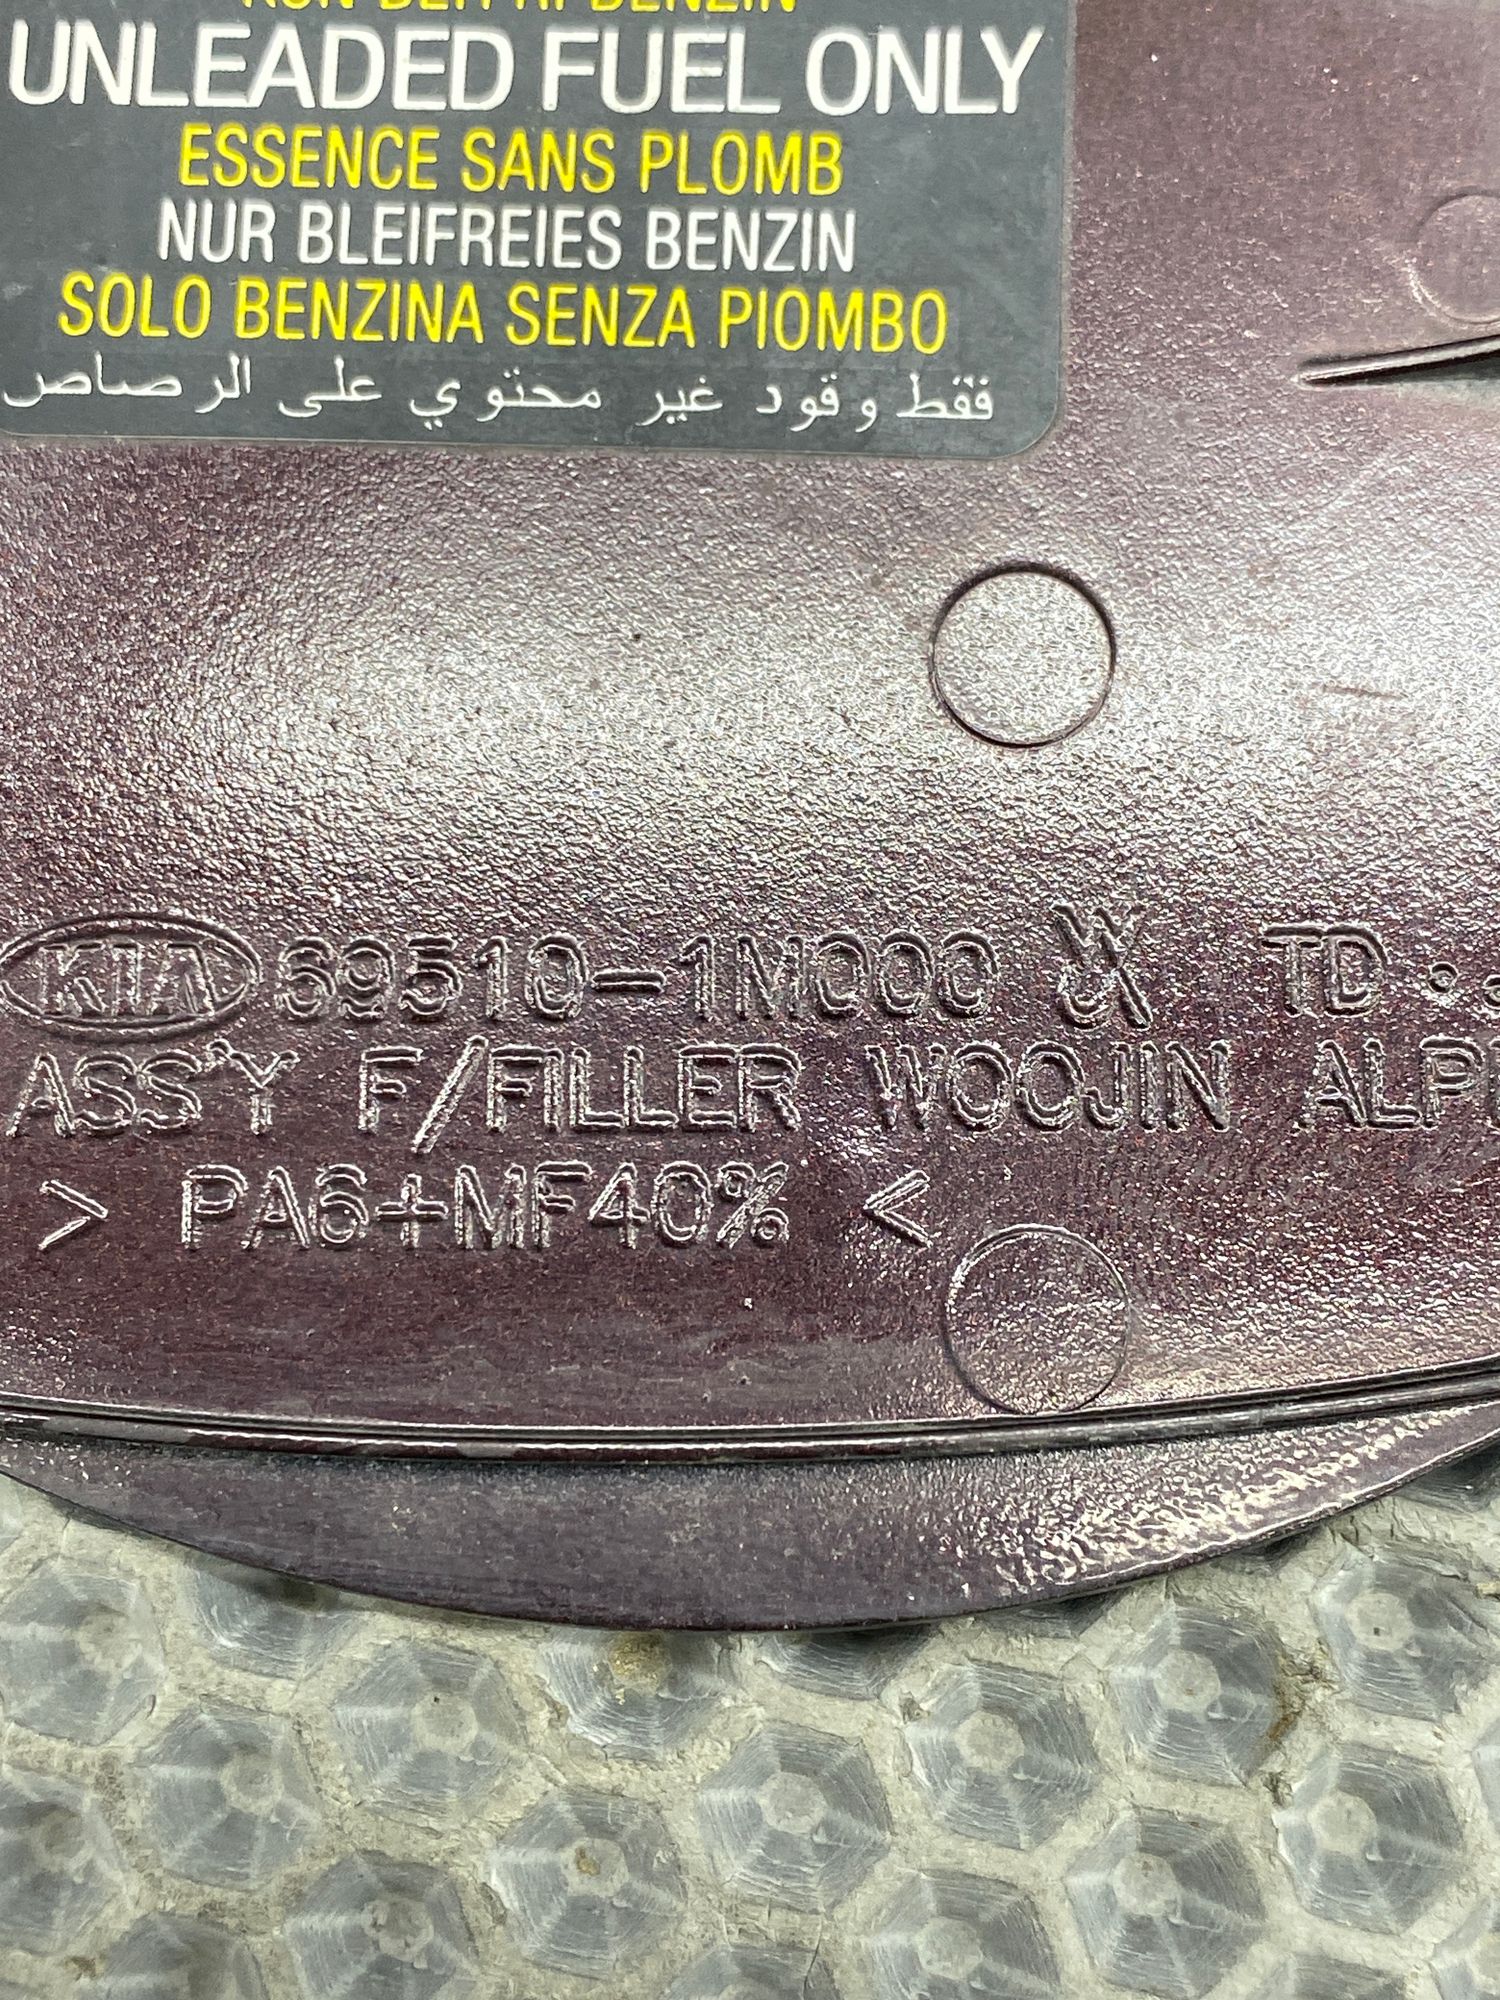 UNLEADED FUEL ONLY
ESSENCE SANS PLOMB
NUR BLEIFREIES BENZIN
SOLO BENZINA SENZA PIOMBO
فقط وقود غير محتوي على الرصاص
KIA 69510-1M000 TD
ASS'Y F/FILLER WOOJIN
> PA6+MF40% <